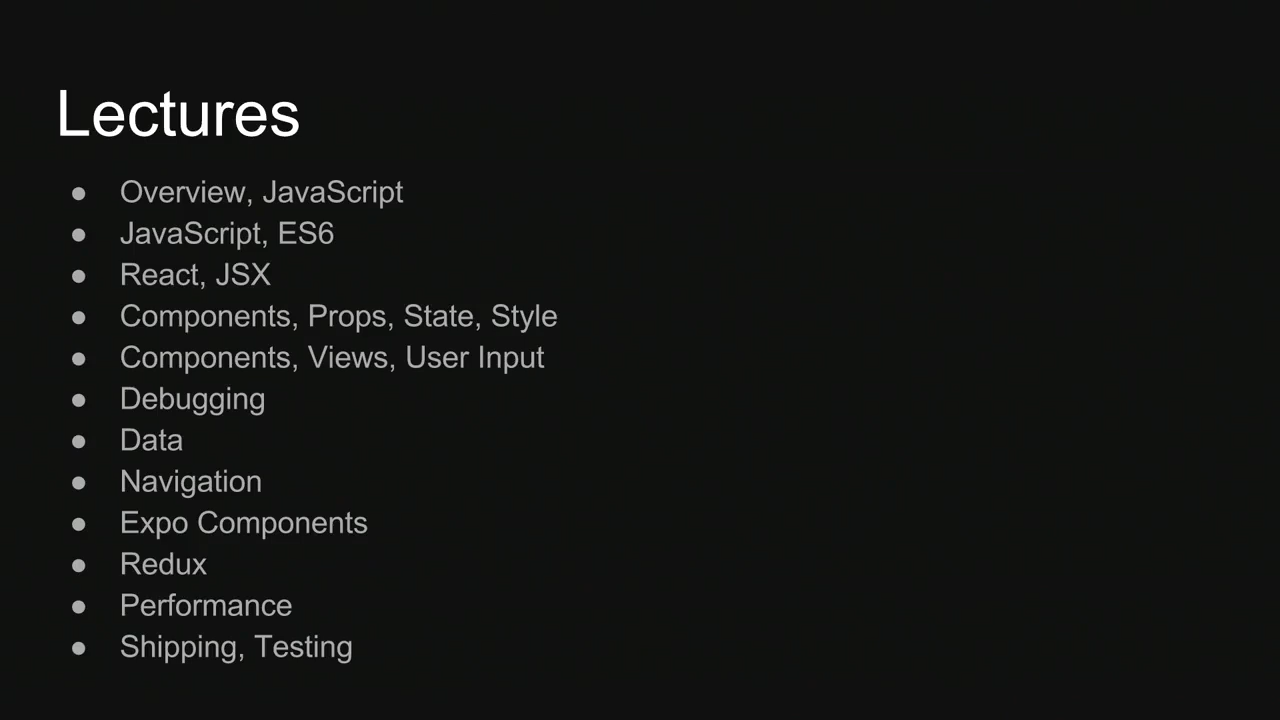 Lectures
● Overview, JavaScript
● JavaScript, ES6
● React, JSX
● Components, Props, State, Style
● Components, Views, User Input
● Debugging
● Data
● Navigation
● Expo Components
● Redux
● Performance
● Shipping, Testing